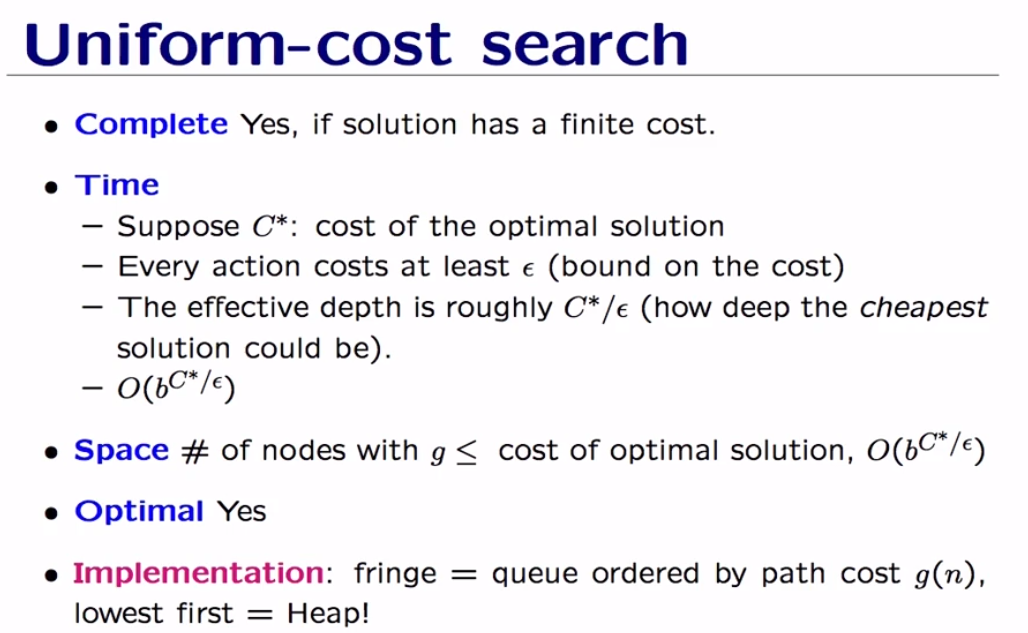 Uniform-cost search
• Complete Yes, if solution has a finite cost.
• Time
– Suppose C*: cost of the optimal solution
– Every action costs at least ϵ (bound on the cost)
– The effective depth is roughly C*/ϵ (how deep the cheapest
solution could be).
– O(b^{C*/ϵ})
• Space # of nodes with g ≤ cost of optimal solution, O(b^{C*/ϵ})
• Optimal Yes
• Implementation: fringe = queue ordered by path cost g(n),
lowest first = Heap!